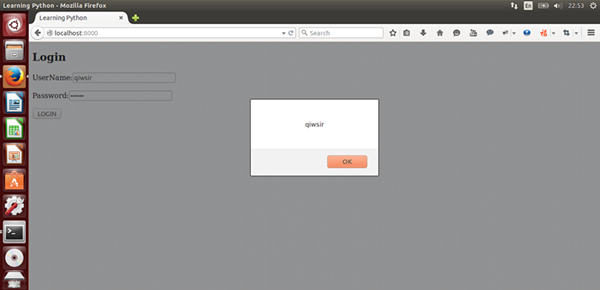 Learning Python - Mozilla Firefox
En
22:53
Learning Python
localhost:8000
Search
Login
UserName:
qiwsir
Password:
••••••
LOGIN
qiwsir
OK